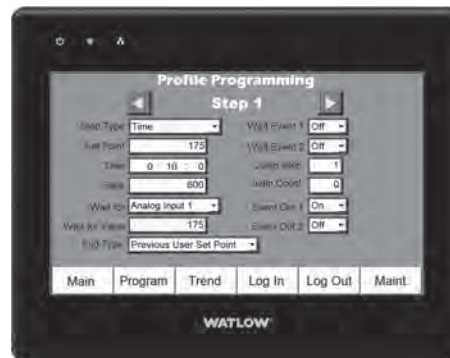 Profile Programming
Step 1
Step Type Time Wait Event 1 Off
Set Point 175 Wait Event 2 Off
Time 0 : 10 : 0 Jump Step 1
Rate 600 Jump Count 0
Wait for Analog Input 1 Event Out 1 On
Wait for Value 175 Event Out 2 Off
End Type Previous User Set Point
Main Program Trend Log In Log Out Maint.
WATLOW